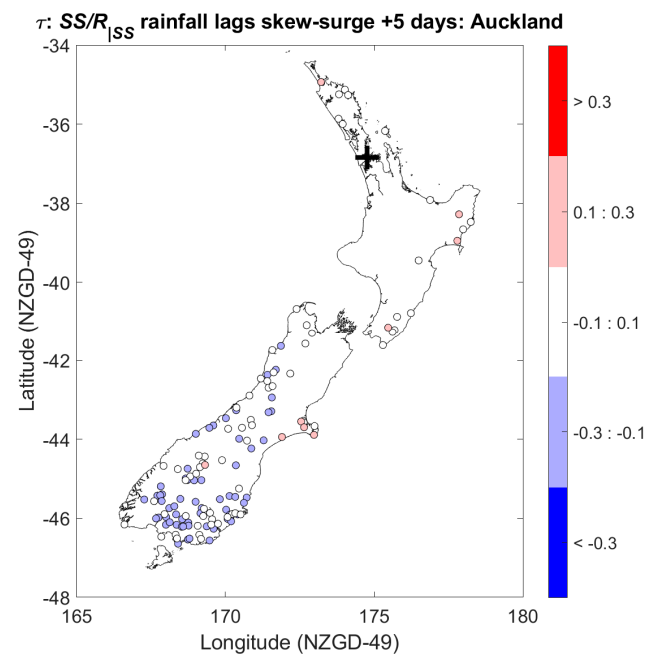 τ: SS/R|SS rainfall lags skew-surge +5 days: Auckland
-34
-36
-38
-40
-42
-44
-46
-48
Latitude (NZGD-49)
165 170 175 180
Longitude (NZGD-49)
> 0.3
0.1 : 0.3
-0.1 : 0.1
-0.3 : -0.1
< -0.3